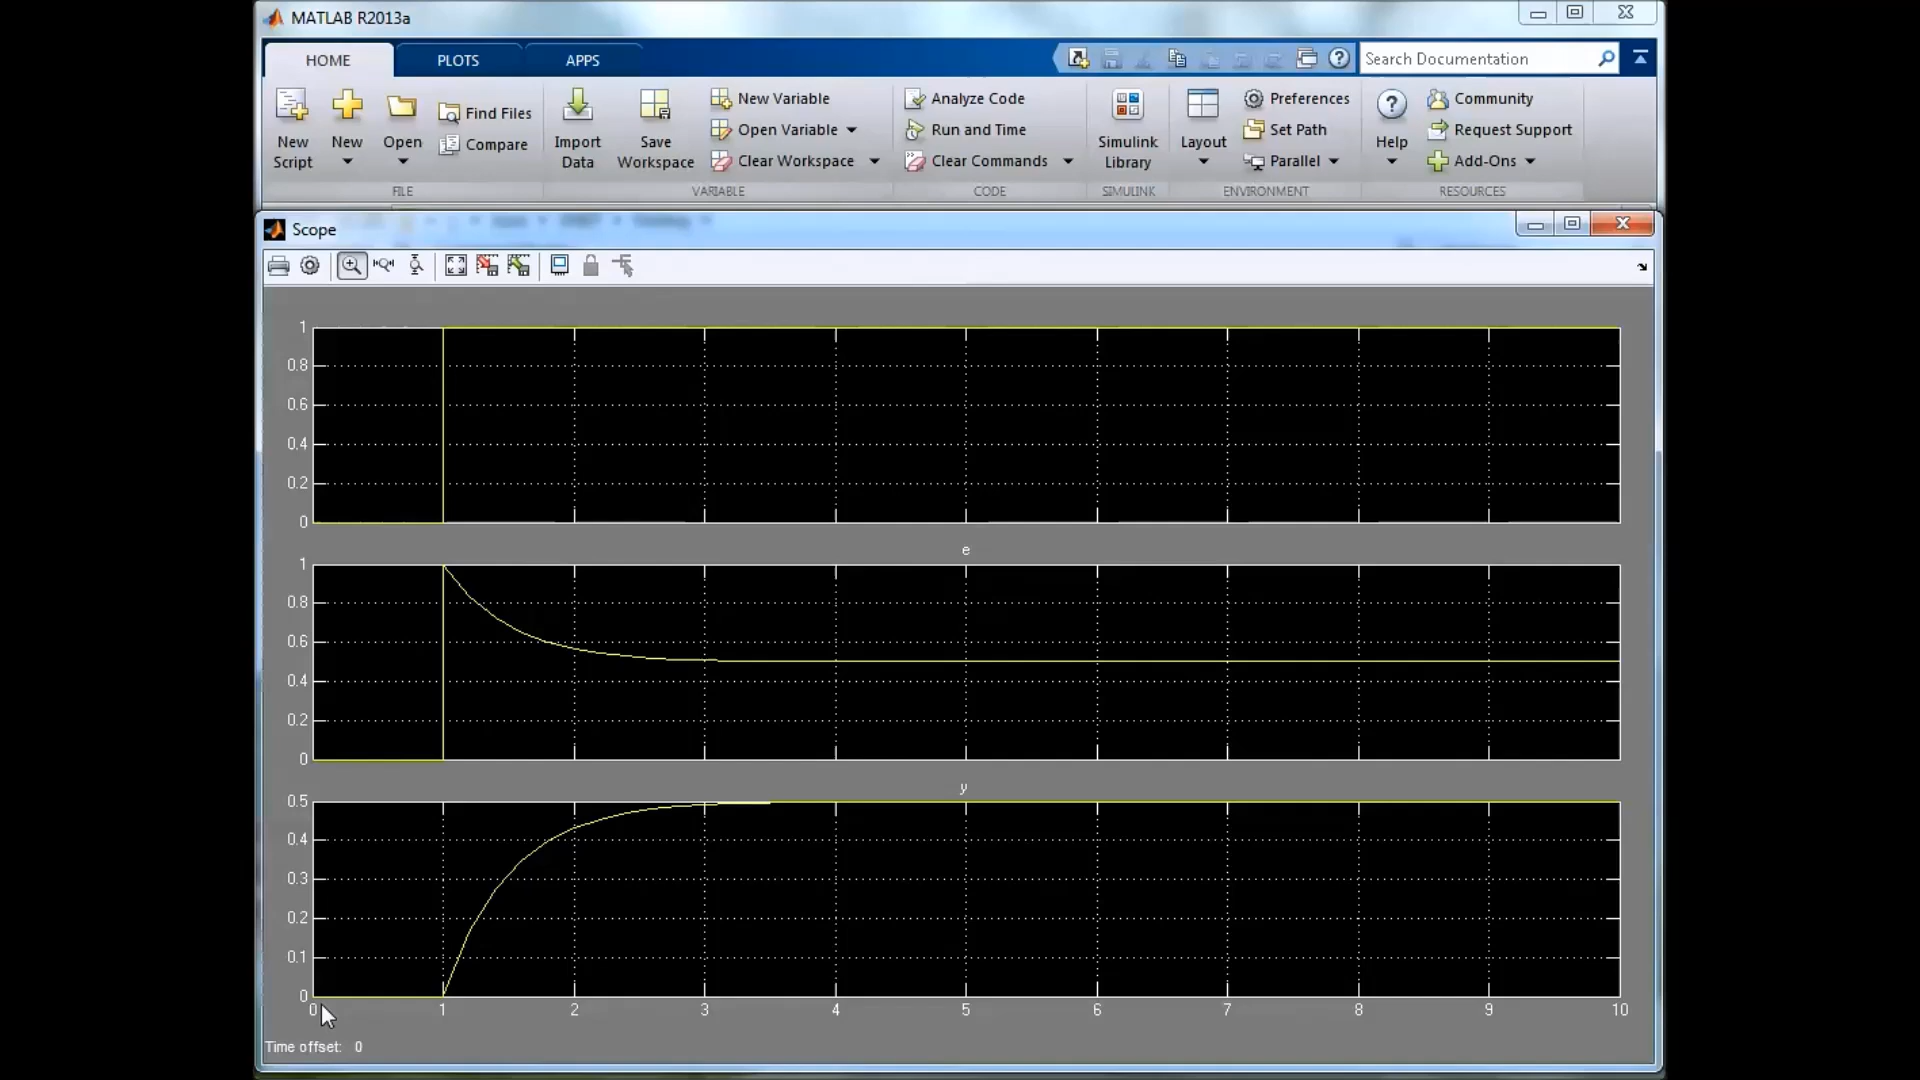 MATLAB R2013a
HOME PLOTS APPS Search Documentation
New Script New Open Find Files Compare
FILE
Import Data Save Workspace New Variable Open Variable Clear Workspace
VARIABLE
Analyze Code Run and Time Clear Commands
CODE
Simulink Library
SIMULINK
Layout Preferences Set Path Parallel
ENVIRONMENT
Help Community Request Support Add-Ons
RESOURCES
Scope
1
0.8
0.6
0.4
0.2
0
e
1
0.8
0.6
0.4
0.2
0
y
0.5
0.4
0.3
0.2
0.1
0
0 1 2 3 4 5 6 7 8 9 10
Time offset: 0